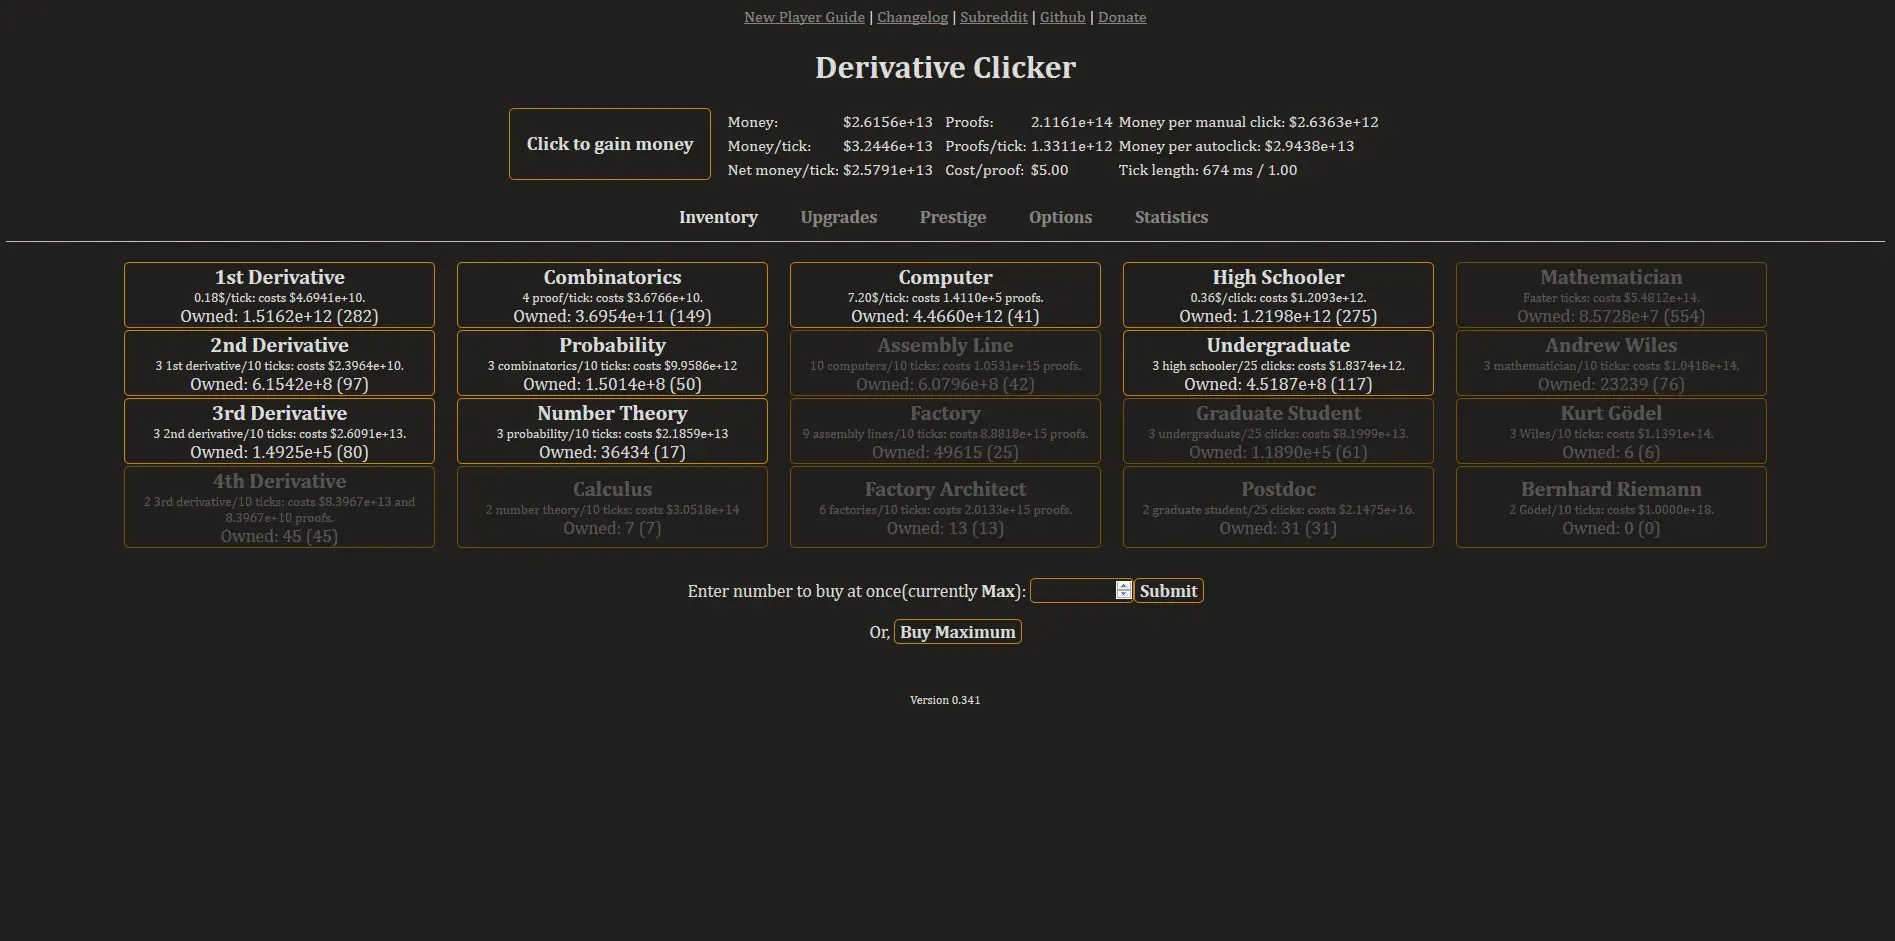 New Player Guide | Changelog | Subreddit | Github | Donate
Derivative Clicker
Click to gain money
Money: $2.6156e+13 Proofs: 2.1161e+14 Money per manual click: $2.6363e+12
Money/tick: $3.2446e+13 Proofs/tick: 1.3311e+12 Money per autoclick: $2.9438e+13
Net money/tick: $2.5791e+13 Cost/proof: $5.00 Tick length: 674 ms / 1.00
Inventory Upgrades Prestige Options Statistics
1st Derivative
0.18$/tick: costs $4.6941e+10.
Owned: 1.5162e+12 (282)
Combinatorics
4 proof/tick: costs $3.6766e+10.
Owned: 3.6954e+11 (149)
Computer
7.20$/tick: costs 1.4110e+5 proofs.
Owned: 4.4660e+12 (41)
High Schooler
0.36$/click: costs $1.2093e+12.
Owned: 1.2198e+12 (275)
Mathematician
Faster ticks: costs $5.4812e+14.
Owned: 8.5728e+7 (554)
2nd Derivative
3 1st derivative/10 ticks: costs $2.3964e+10.
Owned: 6.1542e+8 (97)
Probability
3 combinatorics/10 ticks: costs $9.9586e+12
Owned: 1.5014e+8 (50)
Assembly Line
10 computers/10 ticks: costs 1.0531e+15 proofs.
Owned: 6.0796e+8 (42)
Undergraduate
3 high schooler/25 clicks: costs $1.8374e+12.
Owned: 4.5187e+8 (117)
Andrew Wiles
3 mathematician/10 ticks: costs $1.0418e+14.
Owned: 23239 (76)
3rd Derivative
3 2nd derivative/10 ticks: costs $2.6091e+13.
Owned: 1.4925e+5 (80)
Number Theory
3 probability/10 ticks: costs $2.1859e+13
Owned: 36434 (17)
Factory
9 assembly lines/10 ticks: costs 8.8818e+15 proofs.
Owned: 49615 (25)
Graduate Student
3 undergraduate/25 clicks: costs $8.1999e+13.
Owned: 1.1890e+5 (61)
Kurt Gödel
3 Wiles/10 ticks: costs $1.1391e+14.
Owned: 6 (6)
4th Derivative
2 3rd derivative/10 ticks: costs $8.3967e+13 and
8.3967e+10 proofs.
Owned: 45 (45)
Calculus
2 number theory/10 ticks: costs $3.0518e+14
Owned: 7 (7)
Factory Architect
6 factories/10 ticks: costs 2.0133e+15 proofs.
Owned: 13 (13)
Postdoc
2 graduate student/25 clicks: costs $2.1475e+16.
Owned: 31 (31)
Bernhard Riemann
2 Gödel/10 ticks: costs $1.0000e+18.
Owned: 0 (0)
Enter number to buy at once(currently Max): Submit
Or, Buy Maximum
Version 0.341